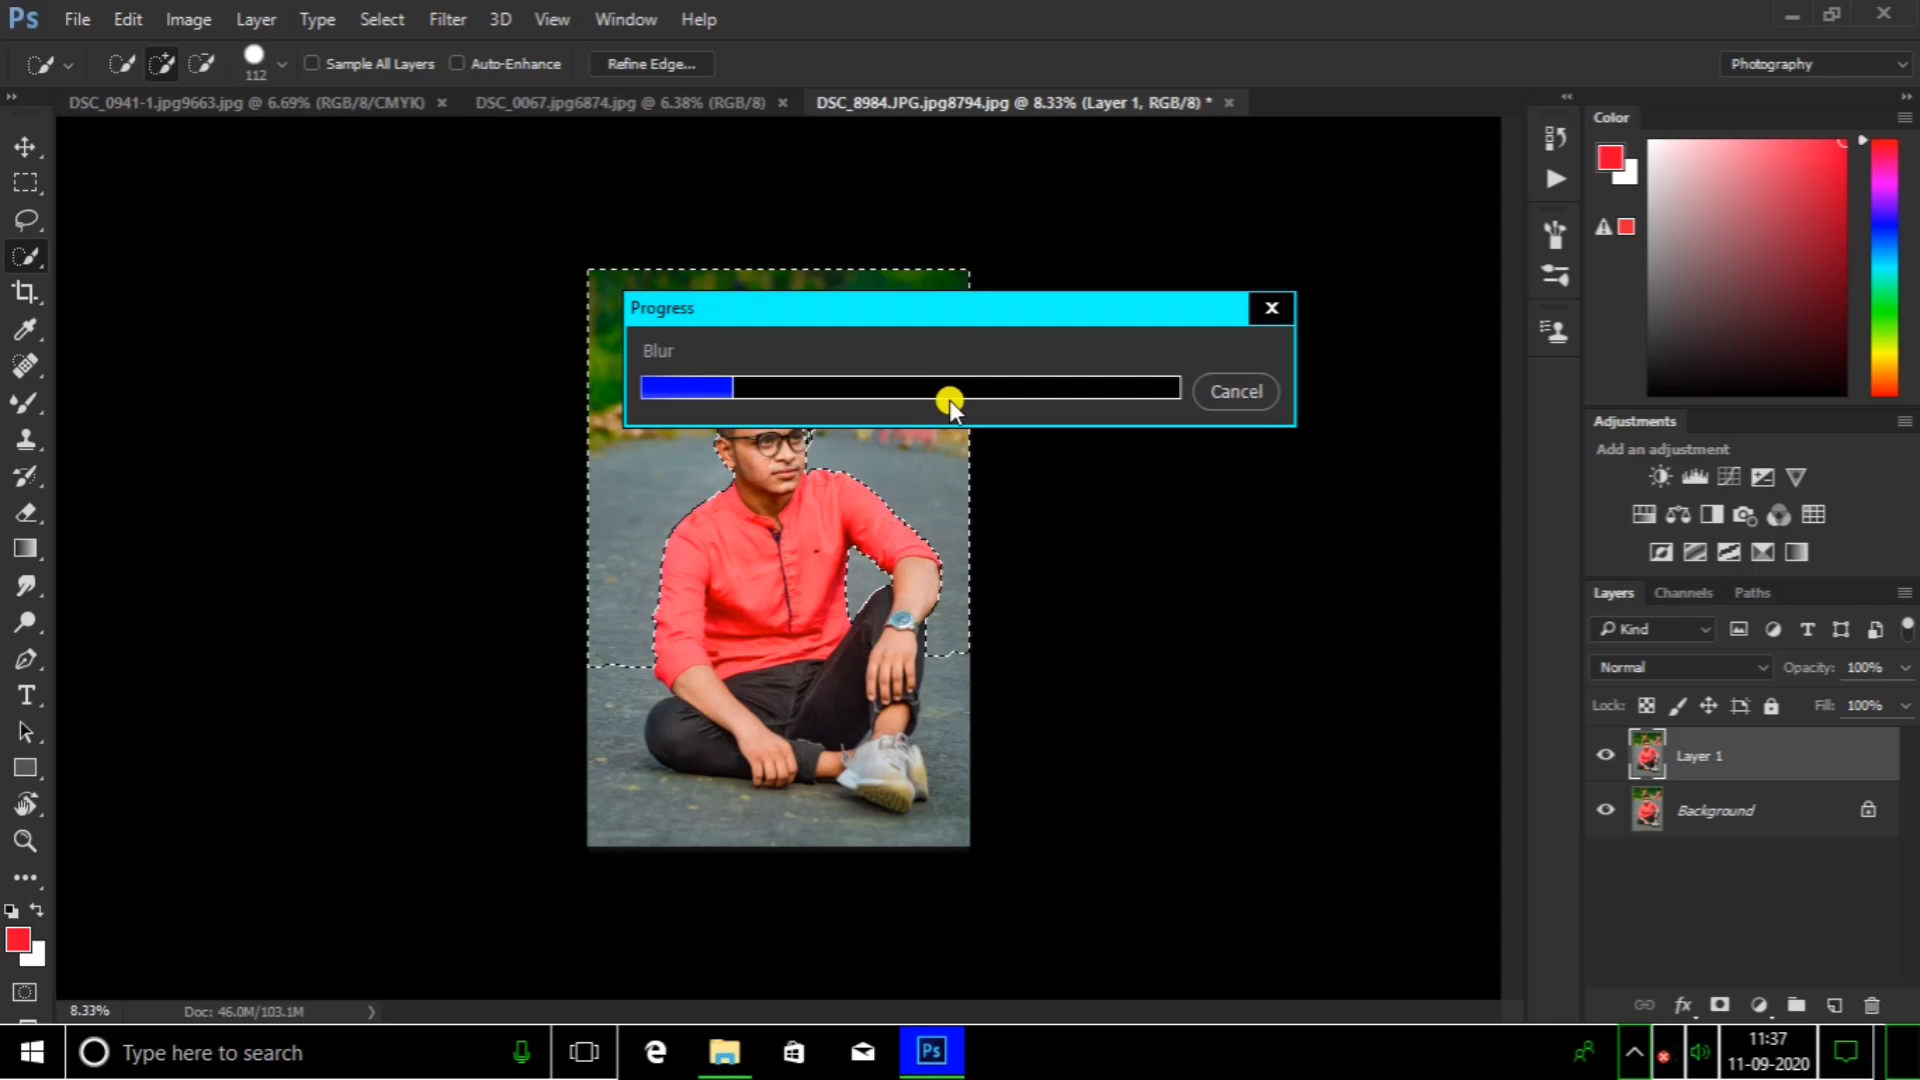 Ps File Edit Image Layer Type Select Filter 3D View Window Help
112 Sample All Layers Auto-Enhance Refine Edge... Photography
DSC_0941-1.jpg9663.jpg @ 6.69% (RGB/8/CMYK) × DSC_0067.jpg6874.jpg @ 6.38% (RGB/8) × DSC_8984.JPG.jpg8794.jpg @ 8.33% (Layer 1, RGB/8) * ×
Color
Progress x
Blur
Cancel
Adjustments
Add an adjustment
Layers Channels Paths
Kind
Normal Opacity: 100%
Lock: Fill: 100%
Layer 1
Background
8.33% Doc: 46.0M/103.1M
Type here to search
Ps
11:37
11-09-2020